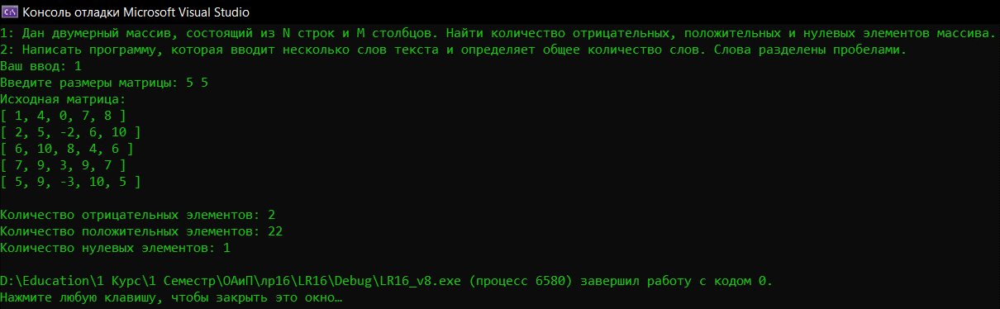 Консоль отладки Microsoft Visual Studio
1: Дан двумерный массив, состоящий из N строк и M столбцов. Найти количество отрицательных, положительных и нулевых элементов массива.
2: Написать программу, которая вводит несколько слов текста и определяет общее количество слов. Слова разделены пробелами.
Ваш ввод: 1
Введите размеры матрицы: 5 5
Исходная матрица:
[ 1, 4, 0, 7, 8 ]
[ 2, 5, -2, 6, 10 ]
[ 6, 10, 8, 4, 6 ]
[ 7, 9, 3, 9, 7 ]
[ 5, 9, -3, 10, 5 ]
Количество отрицательных элементов: 2
Количество положительных элементов: 22
Количество нулевых элементов: 1
D:\Education\1 Курс\1 Семестр\ОАиП\лр16\LR16\Debug\LR16_v8.exe (процесс 6580) завершил работу с кодом 0.
Нажмите любую клавишу, чтобы закрыть это окно…